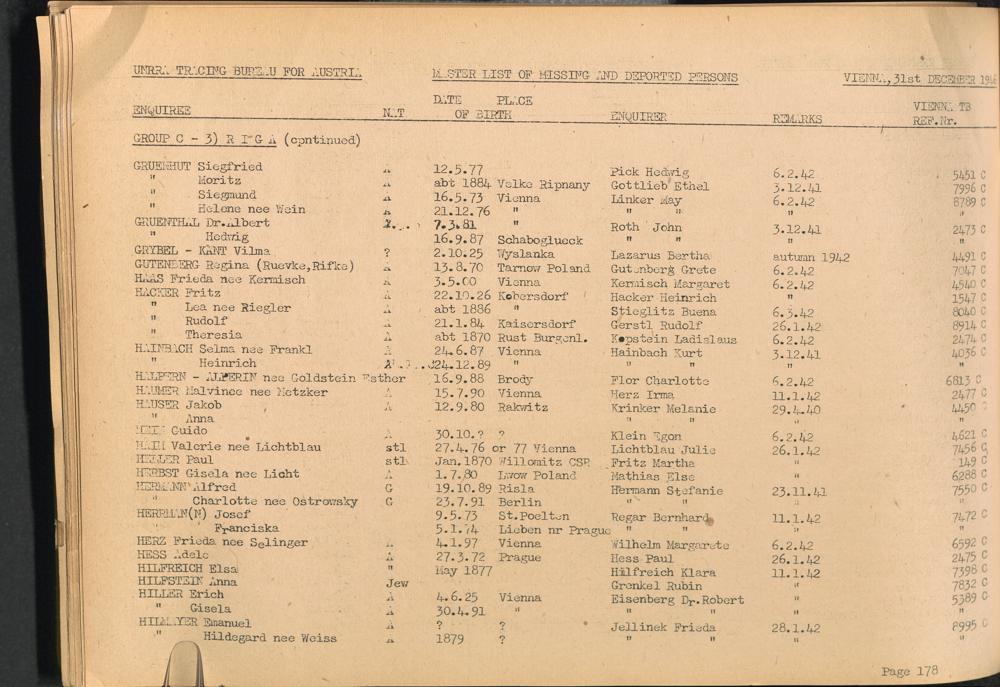 UNRRA TRACING BUREAU FOR AUSTRIA MASTER LIST OF MISSING AND DEPORTED PERSONS VIENNA, 31st DECEMBER
ENQUIREE NAT DATE PLACE OF BIRTH ENQUIRER REMARKS VIENNA TB REF.Nr.
GROUP C - 3) R I G A (cpntinued)
GRUENHUT Siegfried A 12.5.77 Pick Hedwig 6.2.42 5451 C
" Moritz A abt 1884 Velke Ripnany Gottlieb Ethel 3.12.41 7996 C
" Siegmund A 16.5.73 Vienna Linker May 6.2.42 8789 C
" Helene nee Wein A 21.12.76 " " " " "
GRUENTHAL Dr.Albert 7.3.81 " Roth John 3.12.41 2473 C
" Hedwig 16.9.87 Schaboglueck " " " "
GRYBEL - KANT Vilma ? 2.10.25 Wyslanka Lazarus Bertha autumn 1942 4491 C
GUTENBERG Regina (Ruevke,Rifke) A 13.8.70 Tarnow Poland Gutenberg Grete 6.2.42 7047 C
HAAS Frieda nee Kermisch A 3.5.00 Vienna Kermisch Margaret 6.2.42 4540 C
HACKER Fritz A 22.10.26 Kobersdorf Hacker Heinrich " 1547 C
" Lea nee Riegler A abt 1886 " Stieglitz Buena 6.3.42 8040 C
" Rudolf A 21.1.84 Kaisersdorf Gerstl Rudolf 26.1.42 8914 C
" Theresia A abt 1870 Rust Burgenl. Kopstein Ladislaus 6.2.42 2474 C
HAINBACH Selma nee Frankl A 24.6.87 Vienna Hainbach Kurt 3.12.41 4036 C
" Heinrich 24.12.89 " " " " "
HALPERN - ALPERIN nee Goldstein Esther 16.9.88 Brody Flor Charlotte 6.2.42 6813 C
HAUMER Malvince nee Metzker A 15.7.90 Vienna Herz Irma 11.1.42 2477 C
HAUSER Jakob A 12.9.80 Rakwitz Krinker Melanie 29.4.40 4450
" Anna " " " "
Guido A 30.10.? ? Klein Egon 6.2.42 4621 C
Valerie nee Lichtblau stl 27.4.76 or 77 Vienna Lichtblau Julie 26.1.42 7456 C
HELLER Paul stl Jan.1870 Willomitz CSR Fritz Martha " 149 C
HERBST Gisela nee Licht A 1.7.80 Lwow Poland Mathias Else " 6288 C
HERMANN Alfred G 19.10.89 Risla Hermann Stefanie 23.11.41 7550 C
" Charlotte nee Ostrowsky G 23.7.91 Berlin " " " "
HERRMAN(N) Josef 9.5.73 St.Poelten Regar Bernhard 11.1.42 7472 C
" Franciska 5.1.74 Lieben nr Prague " " " "
HERZ Frieda nee Selinger A 4.1.97 Vienna Wilhelm Margarete 6.2.42 6592 C
HESS Adele A 27.3.72 Prague Hess Paul 26.1.42 2475 C
HILFREICH Elsa " May 1877 Hilfreich Klara 11.1.42 7398 C
HILFSTEIN Anna Jew Grenkel Rubin " 7832 C
HILLER Erich A 4.6.25 Vienna Eisenberg Dr.Robert " 5389 C
" Gisela A 30.4.91 " " " " "
HILMAYER Emanuel A ? ? Jellinek Frieda 28.1.42 8995 C
" Hildegard nee Weiss A 1879 ? " " " "
Page 178